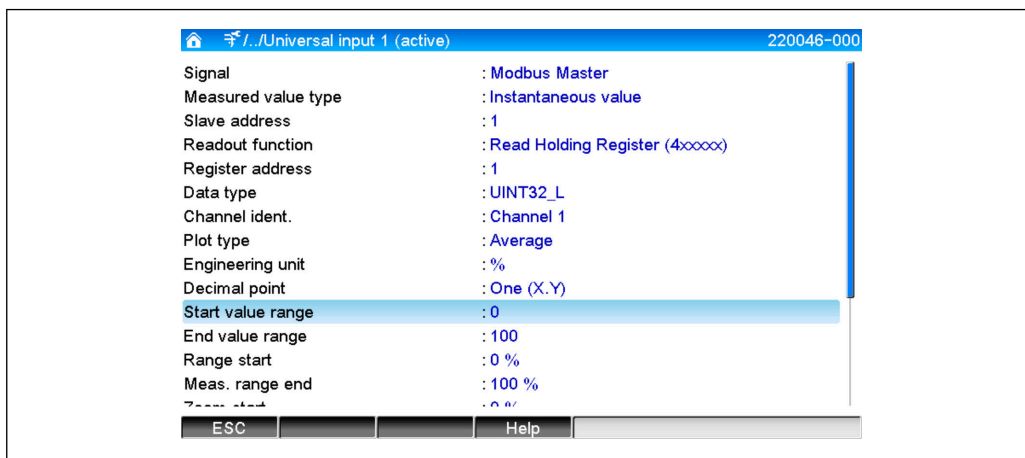 /../Universal input 1 (active) 220046-000
Signal : Modbus Master
Measured value type : Instantaneous value
Slave address : 1
Readout function : Read Holding Register (4xxxxx)
Register address : 1
Data type : UINT32_L
Channel ident. : Channel 1
Plot type : Average
Engineering unit : %
Decimal point : One (X.Y)
Start value range : 0
End value range : 100
Range start : 0 %
Meas. range end : 100 %
Zoom start : 0 %
ESC Help